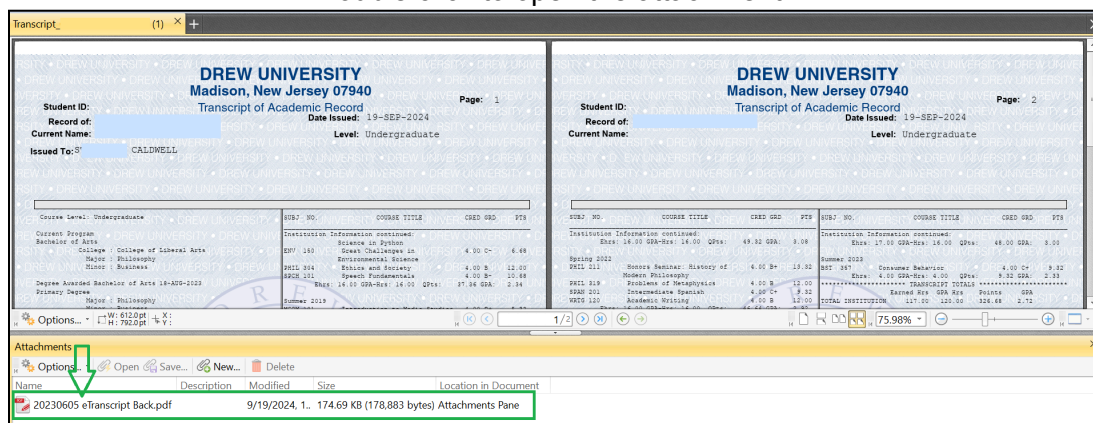 Transcript_ (1)
DREW UNIVERSITY
Madison, New Jersey 07940
Transcript of Academic Record
Page: 1
Student ID:
Date Issued: 19-SEP-2024
Record of:
Current Name:
Level: Undergraduate
Issued To: S' CALDWELL
Course Level: Undergraduate
Current Program
Bachelor of Arts
College : College of Liberal Arts
Major : Philosophy
Minor : Business
Degree Awarded Bachelor of Arts 18-AUG-2023
Primary Degree
Major : Philosophy
SUBJ NO. COURSE TITLE CRED GRD PTS
Institution Information continued:
Science in Python
ENV 150 Great Challenges in 4.00 C- 6.68
Environmental Science
PHIL 304 Ethics and Society 4.00 B 12.00
SPCH 101 Speech Fundamentals 4.00 B- 10.68
Ehrs: 16.00 GPA-Hrs: 16.00 QPts: 37.36 GPA: 2.34
Summer 2019
DREW UNIVERSITY
Madison, New Jersey 07940
Transcript of Academic Record
Page: 2
Student ID:
Date Issued: 19-SEP-2024
Record of:
Current Name:
Level: Undergraduate
SUBJ NO. COURSE TITLE CRED GRD PTS
Institution Information continued:
Ehrs: 16.00 GPA-Hrs: 16.00 QPts: 49.32 GPA: 3.08
Spring 2022
PHIL 211 Honors Seminar: History of 4.00 B+ 13.32
Modern Philosophy
PHIL 319 Problems of Metaphysics 4.00 B 12.00
SPAN 201 Intermediate Spanish 4.00 C+ 9.32
WRTG 120 Academic Writing 4.00 B 12.00
SUBJ NO. COURSE TITLE CRED GRD PTS
Institution Information continued:
Ehrs: 17.00 GPA-Hrs: 16.00 QPts: 48.00 GPA: 3.00
Summer 2023
BST 367 Consumer Behavior 4.00 C+ 9.32
Ehrs: 4.00 GPA-Hrs: 4.00 QPts: 9.32 GPA: 2.33
TRANSCRIPT TOTALS
Earned Hrs GPA Hrs Points GPA
TOTAL INSTITUTION 117.00 120.00 326.68 2.72
Options... W: 612.0pt H: 792.0pt X: Y: 1/2 75.98%
Attachments
Options... Open Save... New... Delete
Name Description Modified Size Location in Document
20230605 eTranscript Back.pdf 9/19/2024, 1.. 174.69 KB (178,883 bytes) Attachments Pane